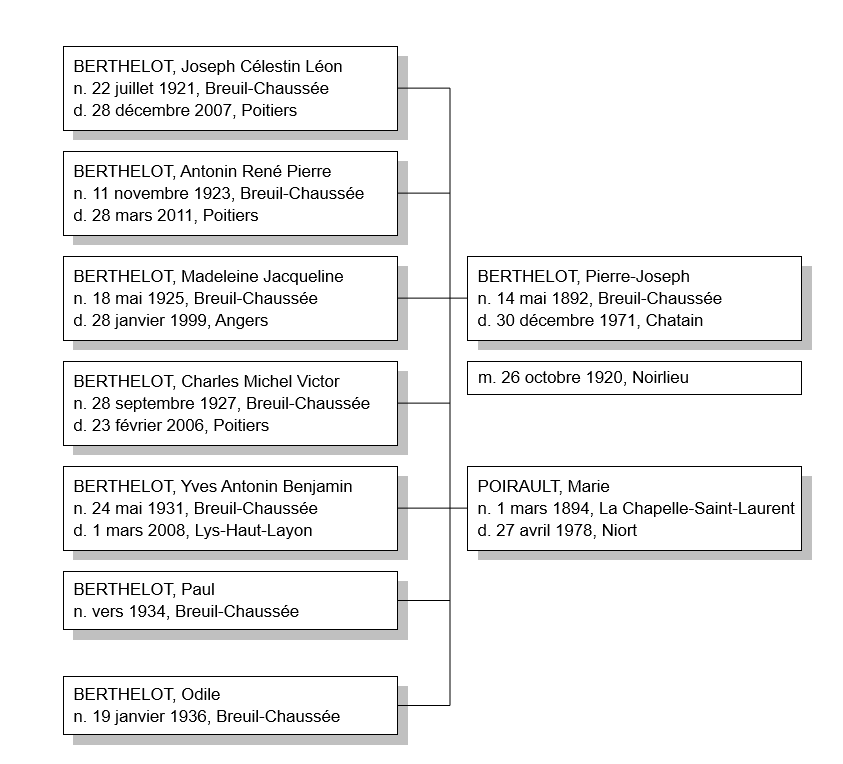 BERTHELOT, Joseph Célestin Léon
n. 22 juillet 1921, Breuil-Chaussée
d. 28 décembre 2007, Poitiers
BERTHELOT, Antonin René Pierre
n. 11 novembre 1923, Breuil-Chaussée
d. 28 mars 2011, Poitiers
BERTHELOT, Madeleine Jacqueline
n. 18 mai 1925, Breuil-Chaussée
d. 28 janvier 1999, Angers
BERTHELOT, Charles Michel Victor
n. 28 septembre 1927, Breuil-Chaussée
d. 23 février 2006, Poitiers
BERTHELOT, Yves Antonin Benjamin
n. 24 mai 1931, Breuil-Chaussée
d. 1 mars 2008, Lys-Haut-Layon
BERTHELOT, Paul
n. vers 1934, Breuil-Chaussée
BERTHELOT, Odile
n. 19 janvier 1936, Breuil-Chaussée
BERTHELOT, Pierre-Joseph
n. 14 mai 1892, Breuil-Chaussée
d. 30 décembre 1971, Chatain
m. 26 octobre 1920, Noirlieu
POIRAULT, Marie
n. 1 mars 1894, La Chapelle-Saint-Laurent
d. 27 avril 1978, Niort